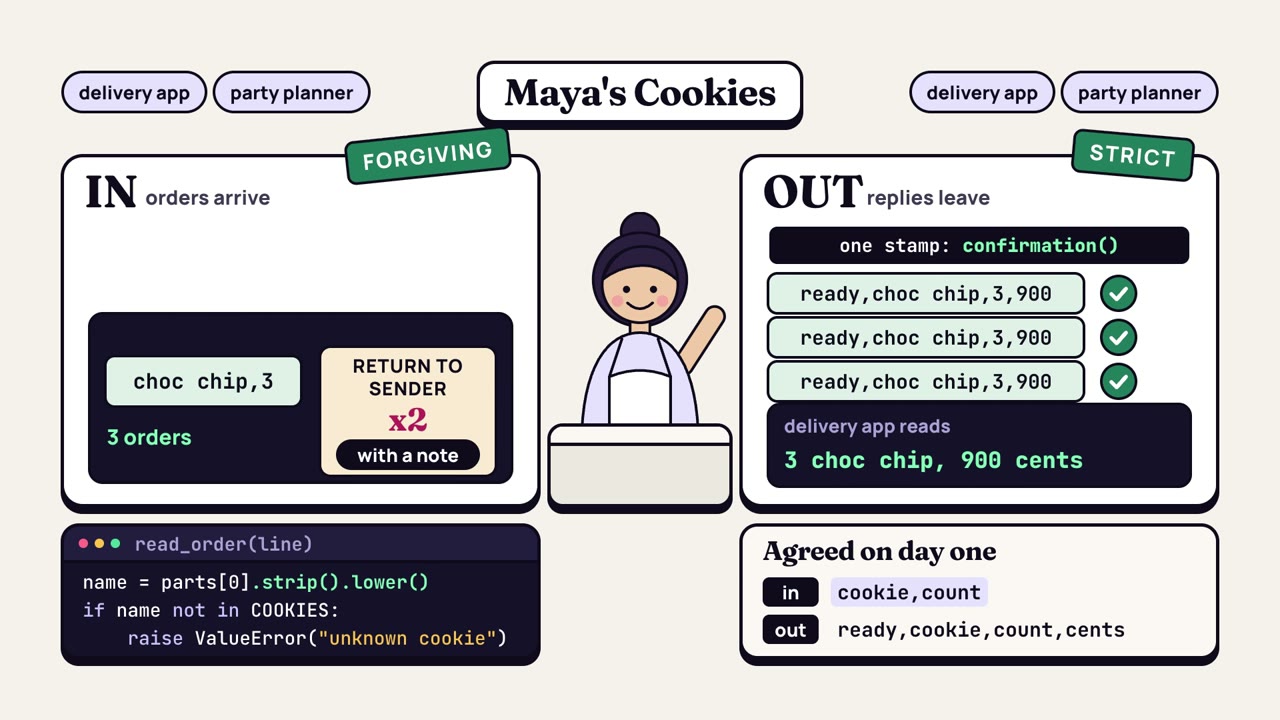 delivery app
party planner
Maya's Cookies
delivery app
party planner
FORGIVING
IN orders arrive
choc chip,3
3 orders
RETURN TO
SENDER
x2
with a note
STRICT
OUT replies leave
one stamp: confirmation()
ready,choc chip,3,900
ready,choc chip,3,900
ready,choc chip,3,900
delivery app reads
3 choc chip, 900 cents
read_order(line)
name = parts[0].strip().lower()
if name not in COOKIES:
    raise ValueError("unknown cookie")
Agreed on day one
in cookie,count
out ready,cookie,count,cents